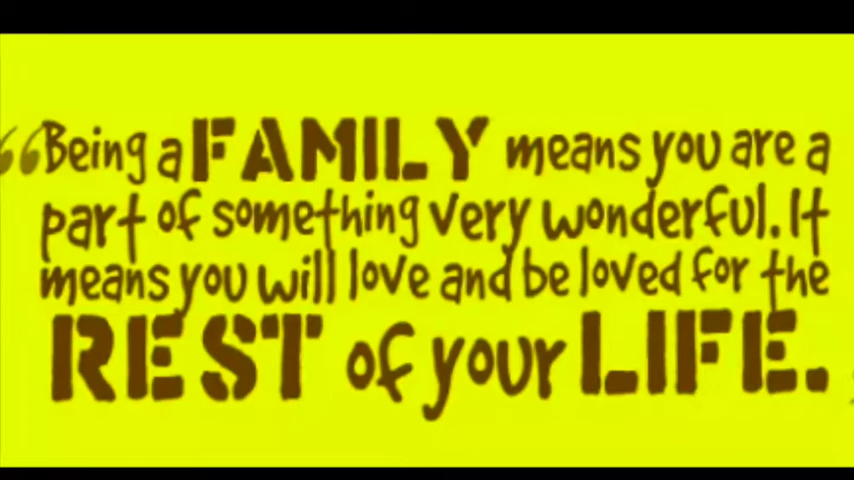 “Being a FAMILY means you are a
part of something very wonderful. It
means you will love and be loved for the
REST of your LIFE.